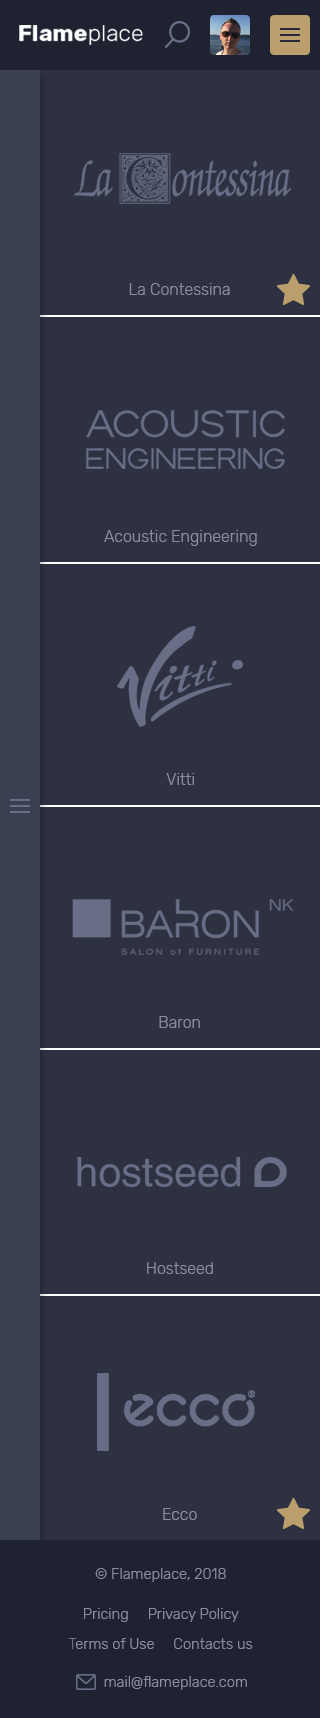 Flameplace
La Contessina
La Contessina
ACOUSTIC
ENGINEERING
Acoustic Engineering
Vitti
Vitti
BARON NK
SALON of FURNITURE
Baron
hostseed
Hostseed
ecco®
Ecco
© Flameplace, 2018
Pricing Privacy Policy
Terms of Use Contacts us
mail@flameplace.com